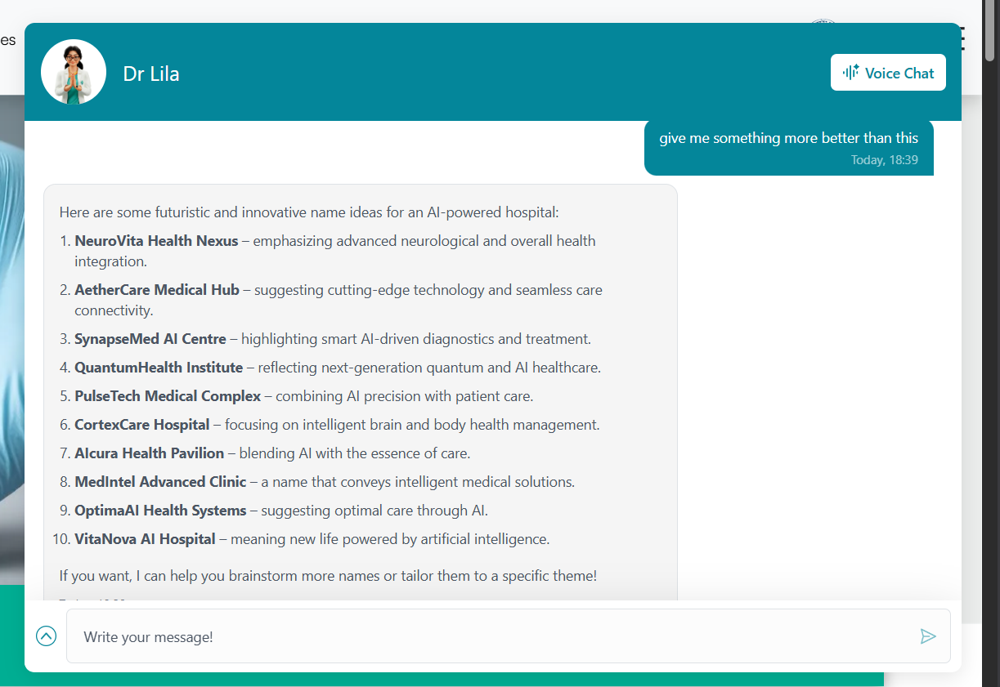 es
Dr Lila
Voice Chat
give me something more better than this
Today, 18:39
Here are some futuristic and innovative name ideas for an AI-powered hospital:
1. NeuroVita Health Nexus – emphasizing advanced neurological and overall health
integration.
2. AetherCare Medical Hub – suggesting cutting-edge technology and seamless care
connectivity.
3. SynapseMed AI Centre – highlighting smart AI-driven diagnostics and treatment.
4. QuantumHealth Institute – reflecting next-generation quantum and AI healthcare.
5. PulseTech Medical Complex – combining AI precision with patient care.
6. CortexCare Hospital – focusing on intelligent brain and body health management.
7. AIcura Health Pavilion – blending AI with the essence of care.
8. MedIntel Advanced Clinic – a name that conveys intelligent medical solutions.
9. OptimaAI Health Systems – suggesting optimal care through AI.
10. VitaNova AI Hospital – meaning new life powered by artificial intelligence.
If you want, I can help you brainstorm more names or tailor them to a specific theme!
Write your message!